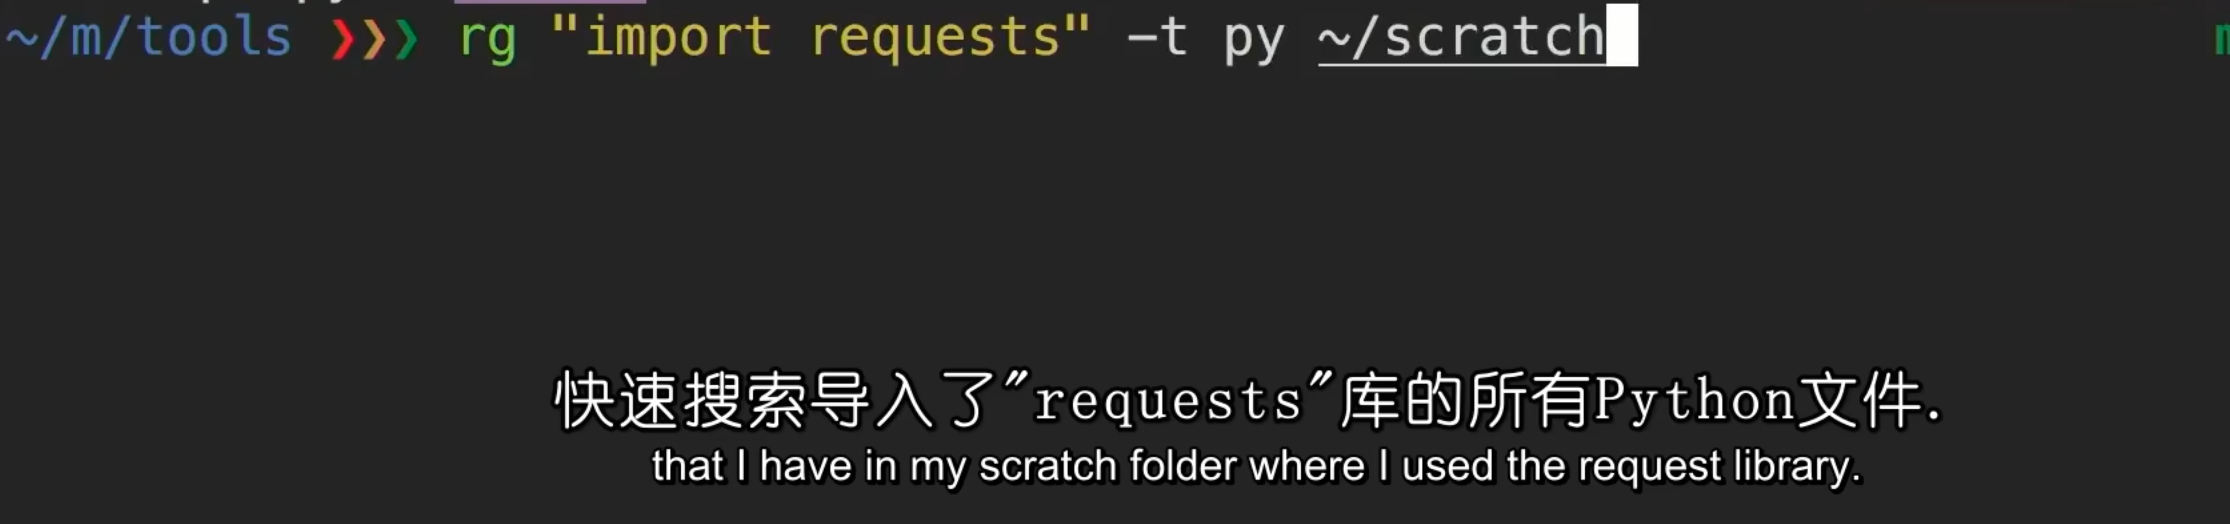 ~/m/tools ❯❯❯ rg "import requests" -t py ~/scratch
快速搜索导入了"requests"库的所有Python文件.
that I have in my scratch folder where I used the request library.